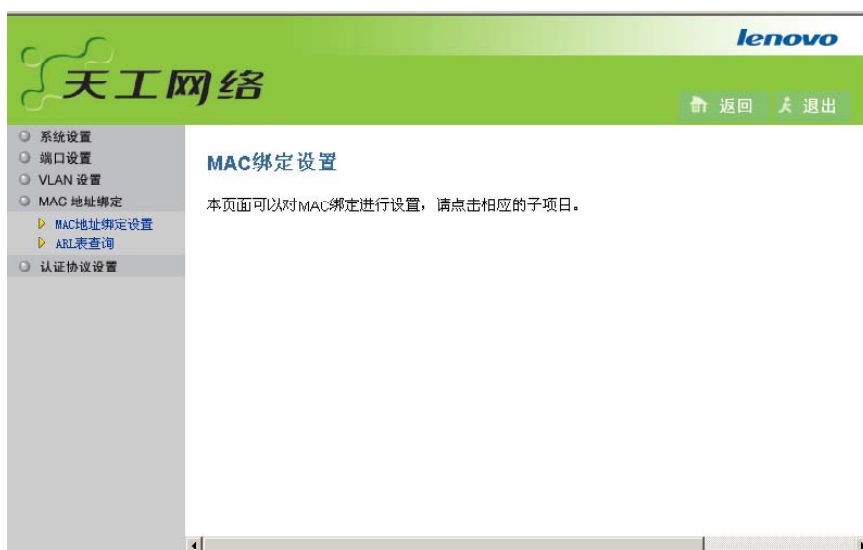 lenovo
天工网络
返回 退出
系统设置
端口设置
VLAN 设置
MAC 地址绑定
MAC地址绑定设置
ARL表查询
认证协议设置
MAC绑定设置
本页面可以对MAC绑定进行设置，请点击相应的子项目。